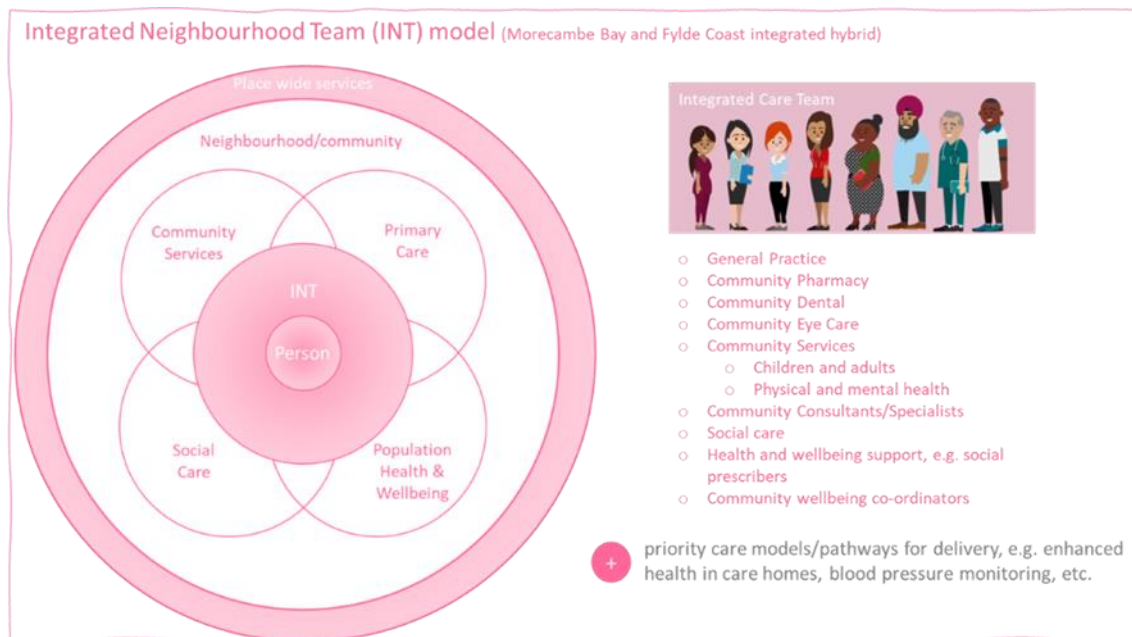 Integrated Neighbourhood Team (INT) model (Morecambe Bay and Fylde Coast integrated hybrid)
Place wide services
Neighbourhood/community
Community
Services
Primary
Care
INT
Person
Social
Care
Population
Health &
Wellbeing
Integrated Care Team
General Practice
Community Pharmacy
Community Dental
Community Eye Care
Community Services
Children and adults
Physical and mental health
Community Consultants/Specialists
Social care
Health and wellbeing support, e.g. social
prescribers
Community wellbeing co-ordinators
+
priority care models/pathways for delivery, e.g. enhanced
health in care homes, blood pressure monitoring, etc.